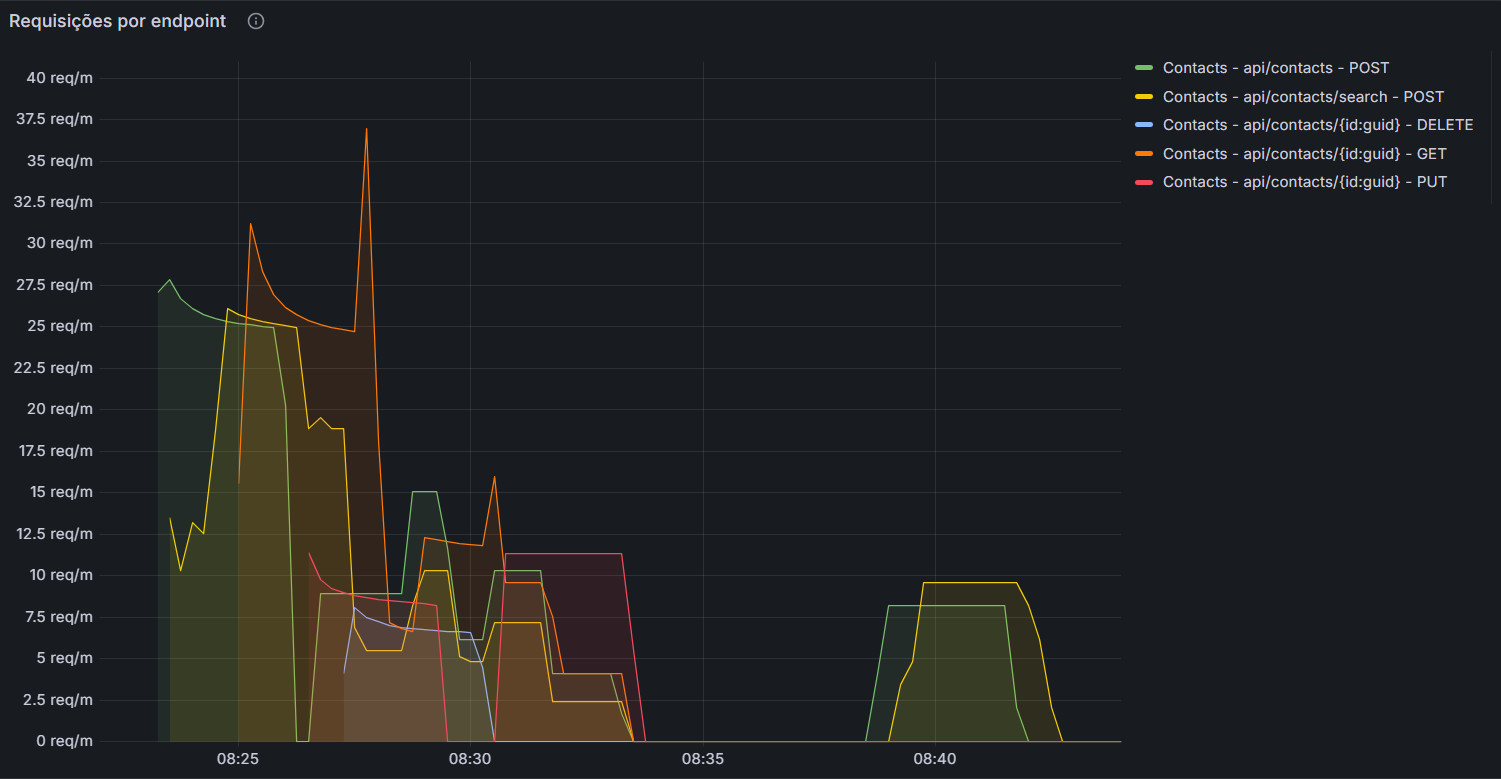 Requisições por endpoint
40 req/m
37.5 req/m
35 req/m
32.5 req/m
30 req/m
27.5 req/m
25 req/m
22.5 req/m
20 req/m
17.5 req/m
15 req/m
12.5 req/m
10 req/m
7.5 req/m
5 req/m
2.5 req/m
0 req/m
08:25
08:30
08:35
08:40
Contacts - api/contacts - POST
Contacts - api/contacts/search - POST
Contacts - api/contacts/{id:guid} - DELETE
Contacts - api/contacts/{id:guid} - GET
Contacts - api/contacts/{id:guid} - PUT